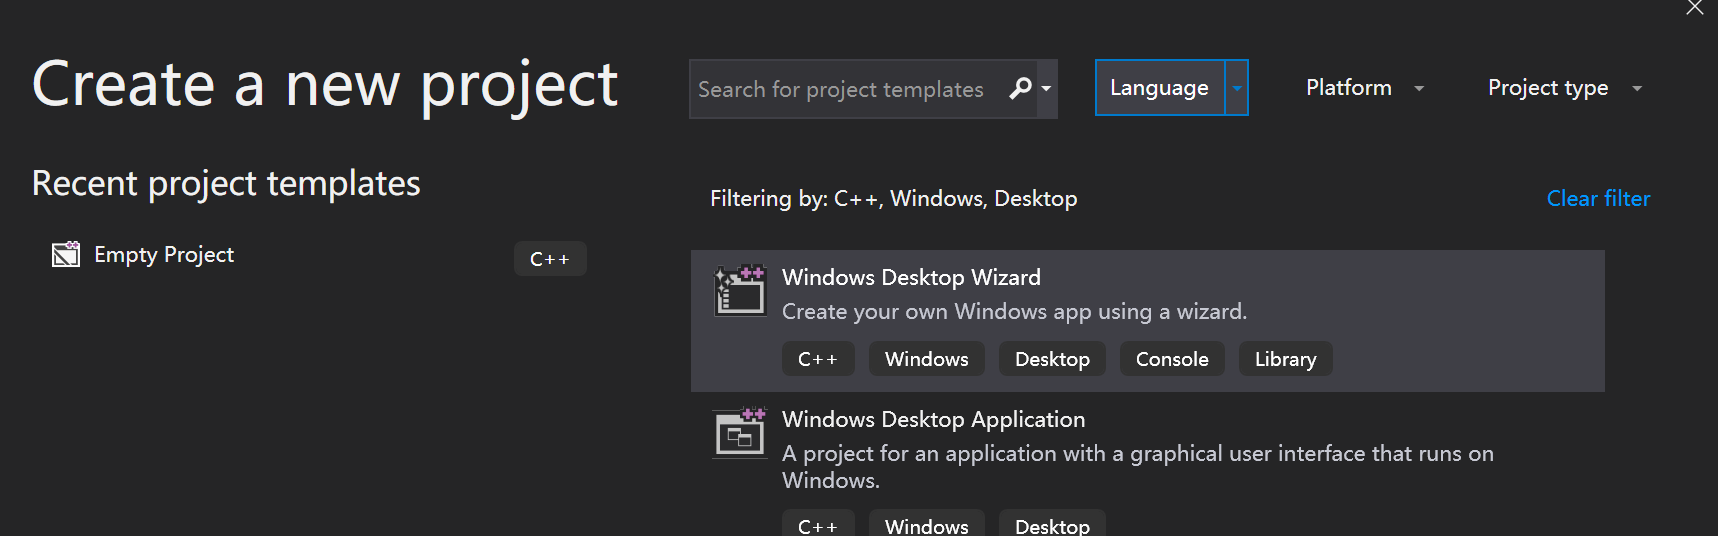 Create a new project
Search for project templates
Language
Platform
Project type
Recent project templates
Filtering by: C++, Windows, Desktop
Clear filter
Empty Project
C++
Windows Desktop Wizard
Create your own Windows app using a wizard.
C++ Windows Desktop Console Library
Windows Desktop Application
A project for an application with a graphical user interface that runs on
Windows.
C++ Windows Desktop